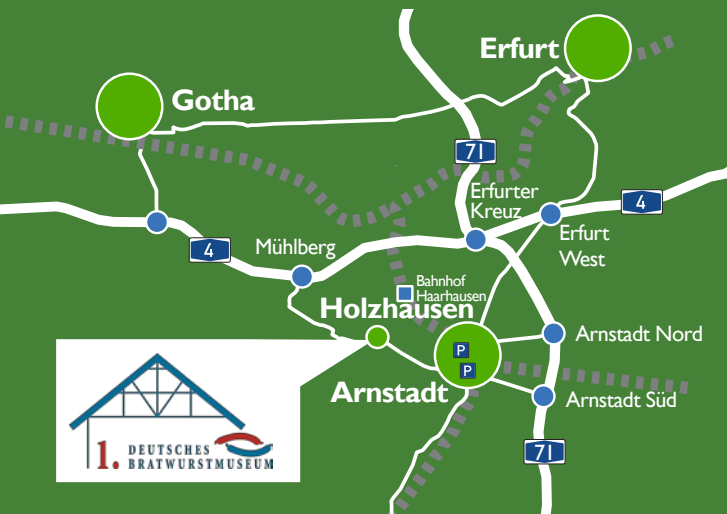 Erfurt
Gotha
71
Erfurter
Kreuz
4
Erfurt
West
4
Mühlberg
Bahnhof
Haarhausen
Holzhausen
Arnstadt Nord
P
P
Arnstadt
Arnstadt Süd
71
1. DEUTSCHES
BRATWURSTMUSEUM